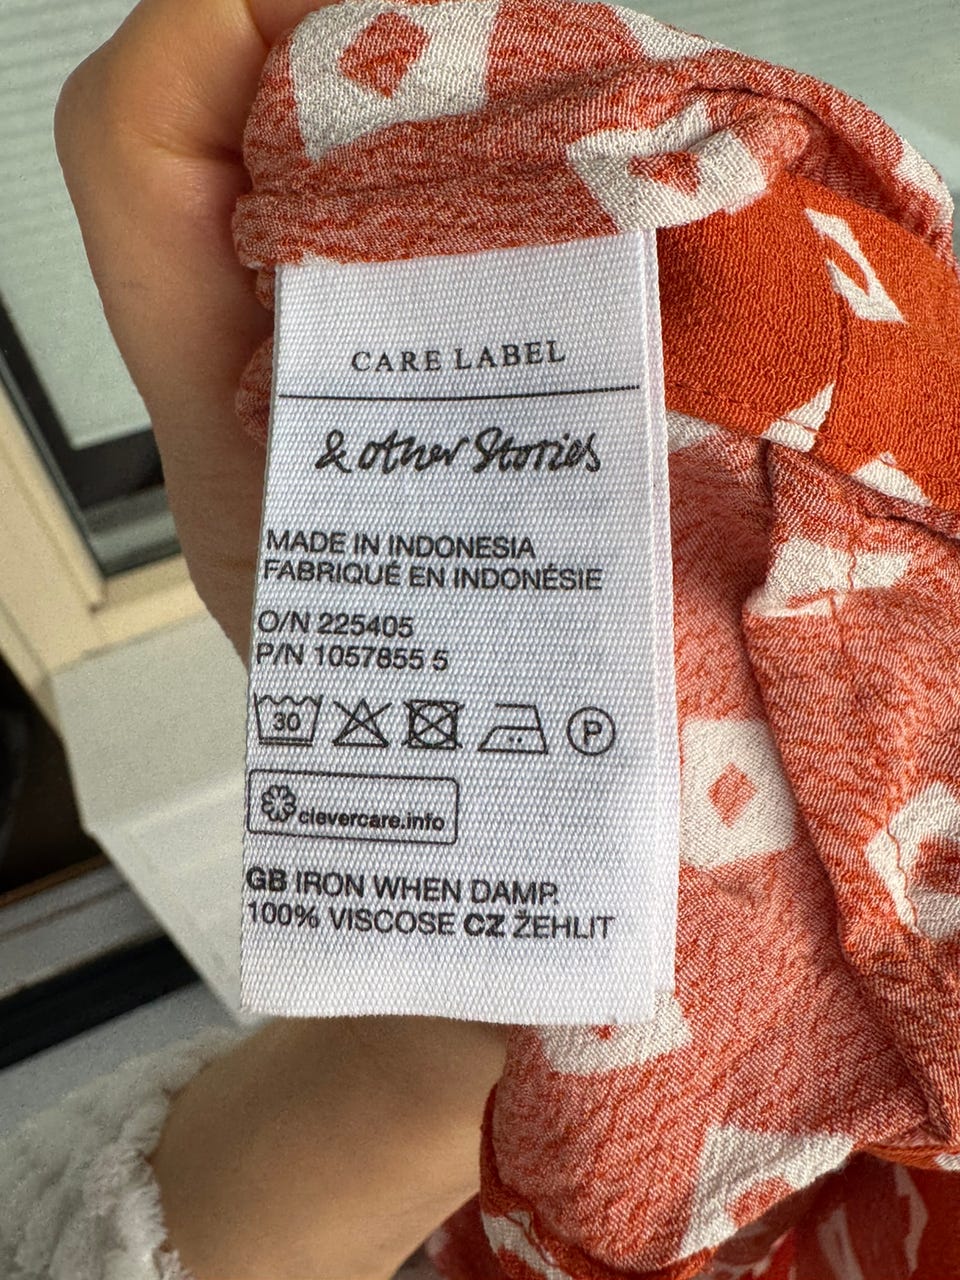 CARE LABEL
& other Stories
MADE IN INDONESIA
FABRIQUÉ EN INDONÉSIE
O/N 225405
P/N 1057855 5
30
P
clevercare.info
GB IRON WHEN DAMP.
100% VISCOSE CZ ŽEHLIT